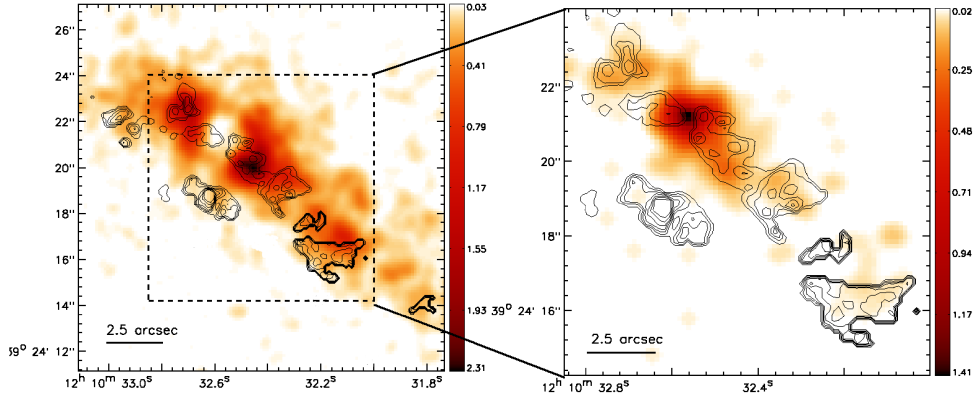 26''
24''
22''
20''
18''
16''
14''
39° 24' 12''
2.5 arcsec
12ʰ 10ᵐ 33.0ˢ
32.6ˢ
32.2ˢ
31.8ˢ
0.03
0.41
0.79
1.17
1.55
1.93
2.31
22''
20''
18''
39° 24' 16''
2.5 arcsec
12ʰ 10ᵐ 32.8ˢ
32.4ˢ
0.02
0.25
0.48
0.71
0.94
1.17
1.41